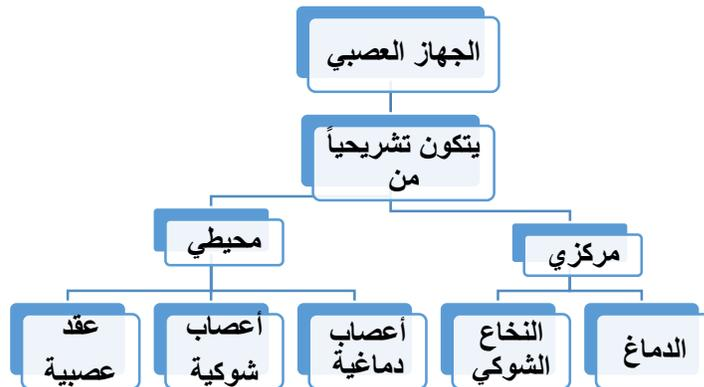 الجهاز العصبي
يتكون تشريحياً
من
مركزي
محيطي
الدماغ
النخاع
الشوكي
أعصاب
دماغية
أعصاب
شوكية
عقد
عصبية